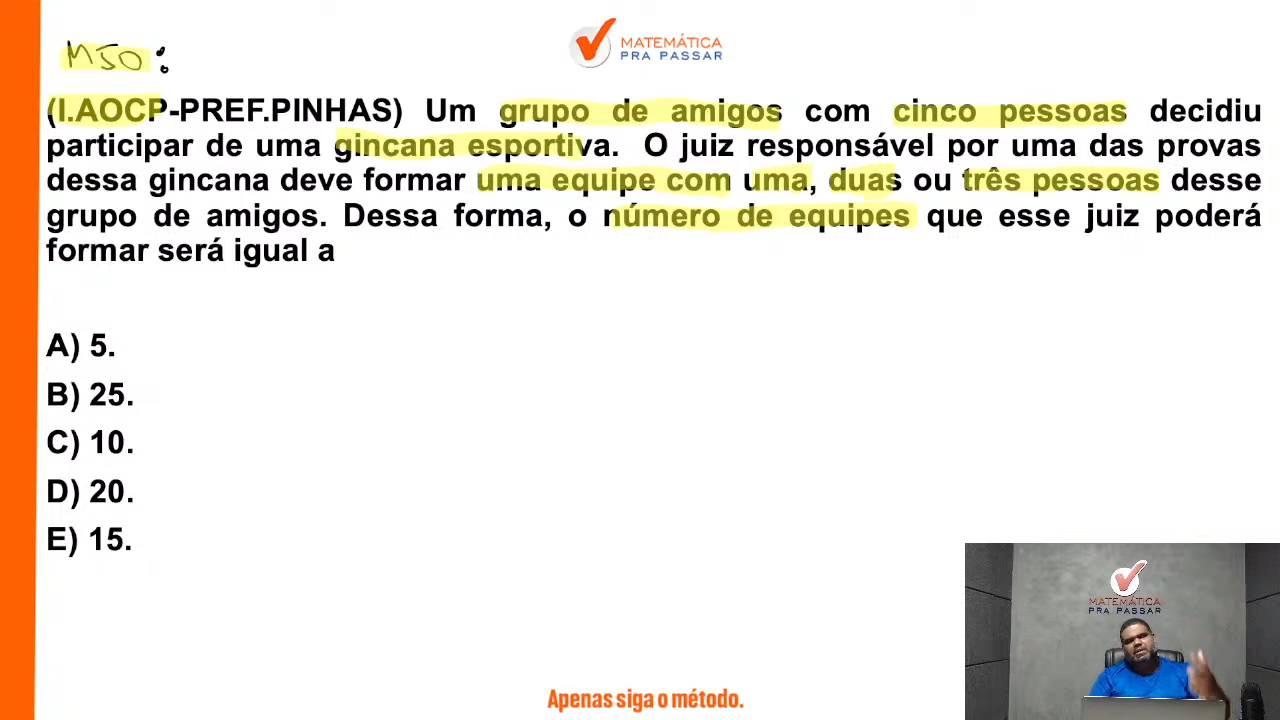 M50:
MATEMÁTICA
PRA PASSAR
(I.AOCP-PREF.PINHAS) Um grupo de amigos com cinco pessoas decidiu
participar de uma gincana esportiva. O juiz responsável por uma das provas
dessa gincana deve formar uma equipe com uma, duas ou três pessoas desse
grupo de amigos. Dessa forma, o número de equipes que esse juiz poderá
formar será igual a
A) 5.
B) 25.
C) 10.
D) 20.
E) 15.
MATEMÁTICA
PRA PASSAR
Apenas siga o método.